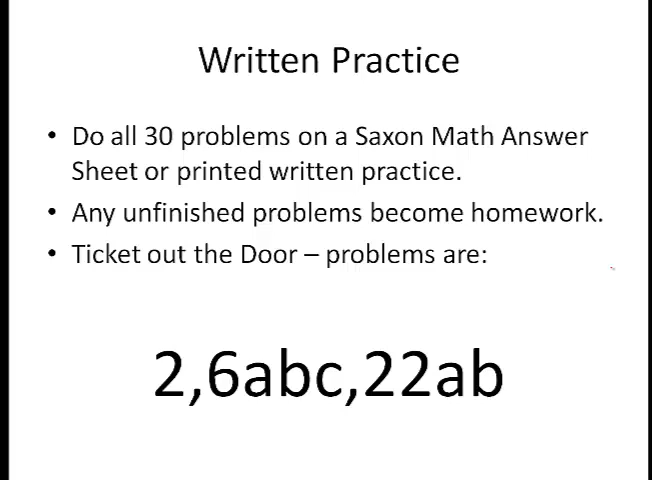 Written Practice
• Do all 30 problems on a Saxon Math Answer
Sheet or printed written practice.
• Any unfinished problems become homework.
• Ticket out the Door – problems are:
2,6abc,22ab